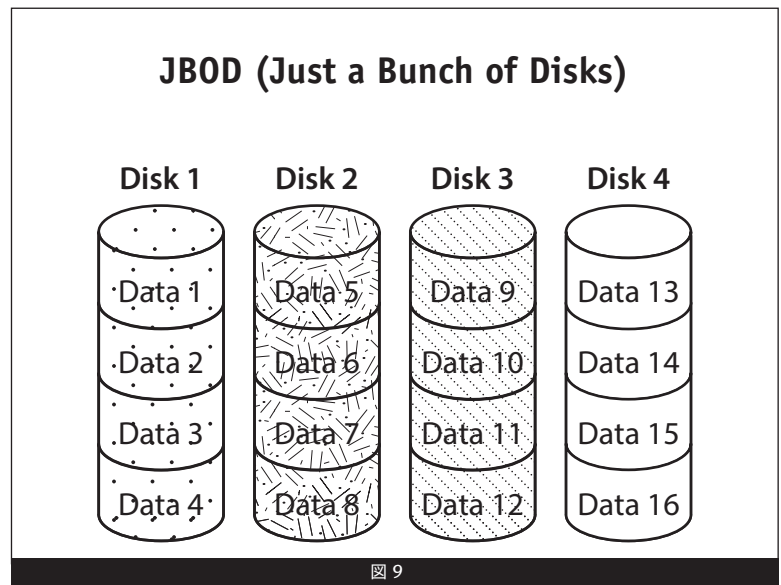 JBOD (Just a Bunch of Disks)
Disk 1 Disk 2 Disk 3 Disk 4
Data 1 Data 5 Data 9 Data 13
Data 2 Data 6 Data 10 Data 14
Data 3 Data 7 Data 11 Data 15
Data 4 Data 8 Data 12 Data 16
図 9